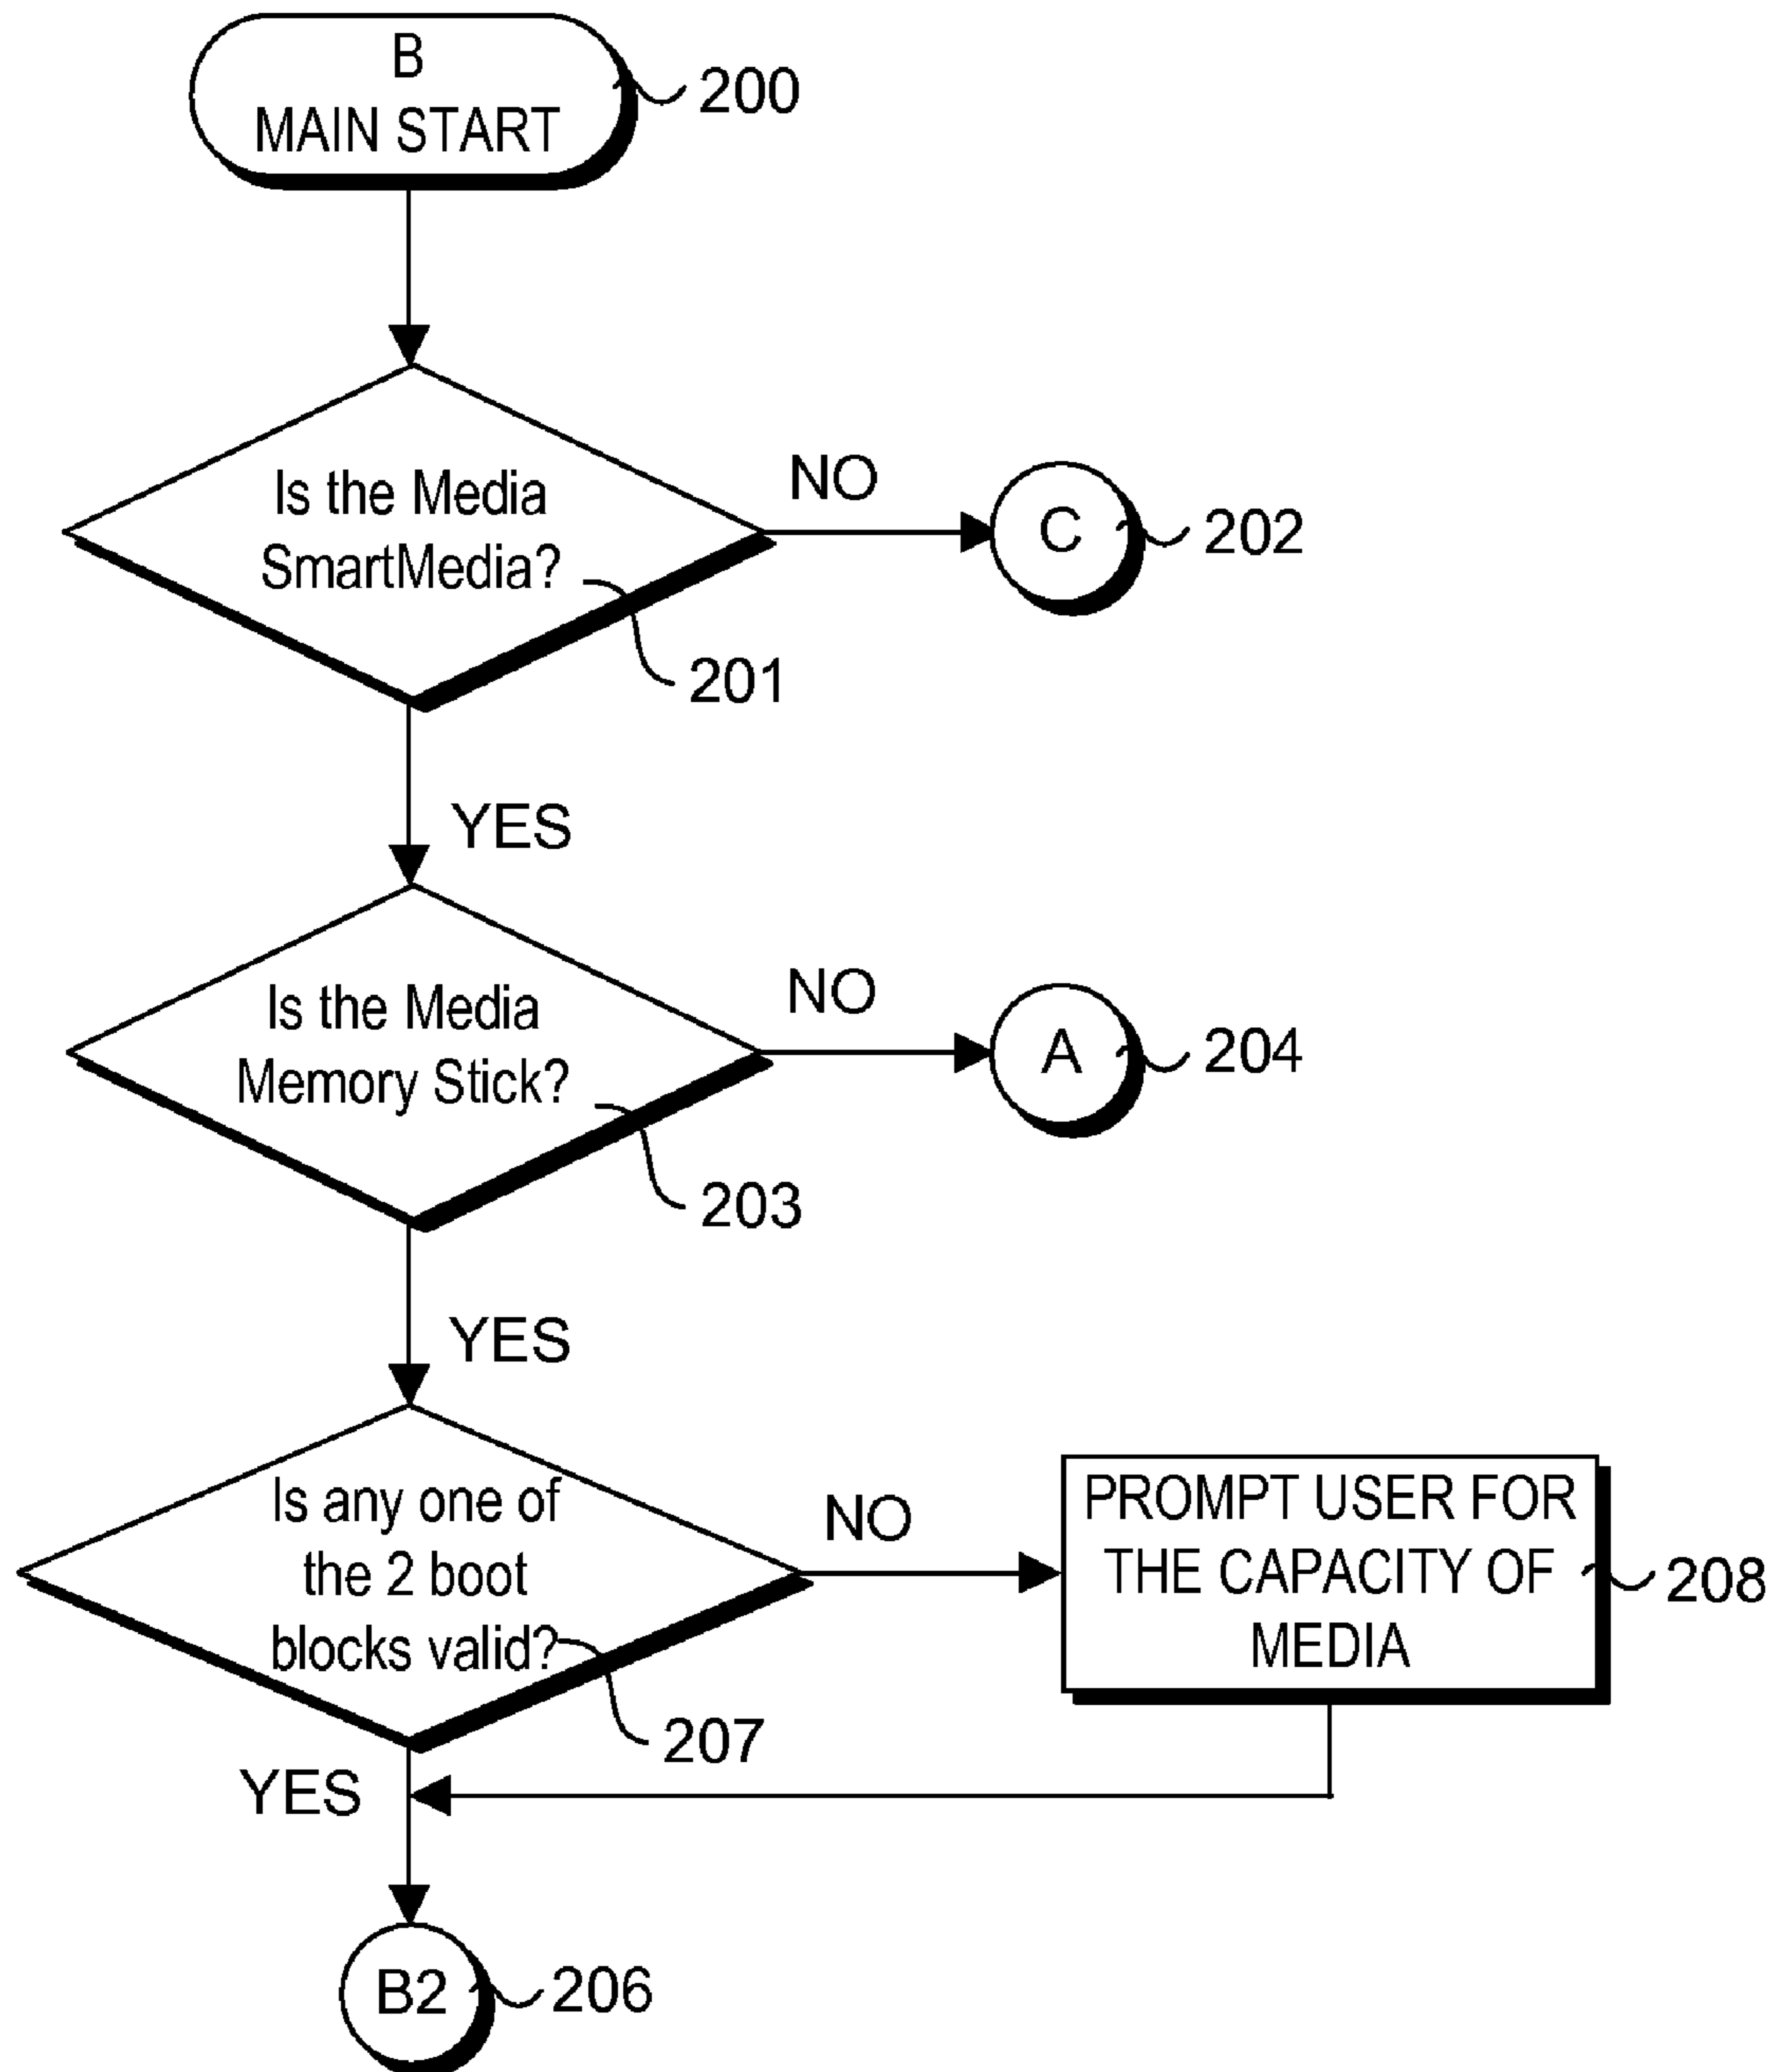 B
MAIN START
200
Is the Media
SmartMedia?
201
NO
C
202
YES
Is the Media
Memory Stick?
203
NO
A
204
YES
Is any one of
the 2 boot
blocks valid?
207
NO
PROMPT USER FOR
THE CAPACITY OF
MEDIA
208
YES
B2
206